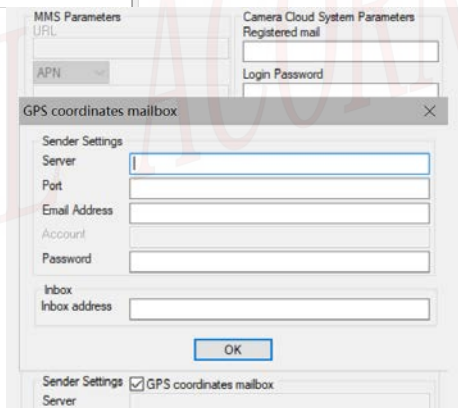 MMS Parameters
URL
APN
Camera Cloud System Parameters
Registered mail
Login Password
GPS coordinates mailbox
Sender Settings
Server
Port
Email Address
Account
Password
Inbox
Inbox address
OK
Sender Settings GPS coordinates mailbox
Server